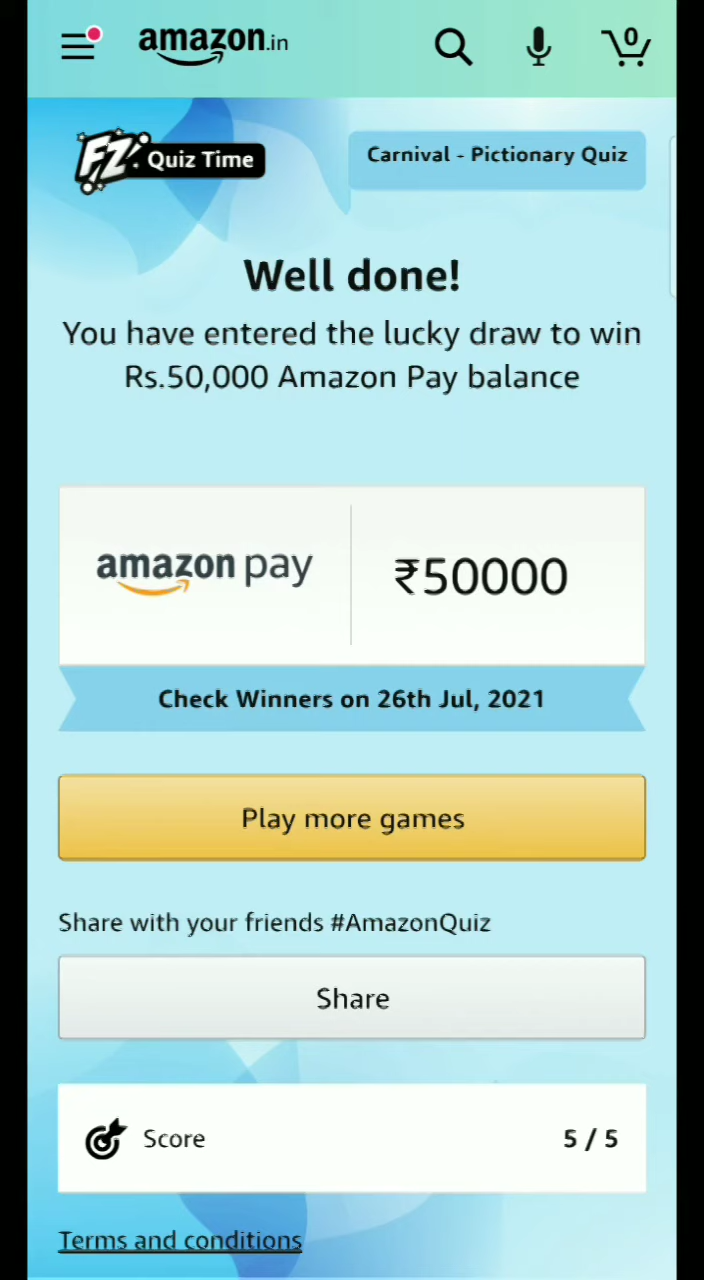 amazon.in
0
FZ Quiz Time
Carnival - Pictionary Quiz
Well done!
You have entered the lucky draw to win
Rs.50,000 Amazon Pay balance
amazon pay
₹50000
Check Winners on 26th Jul, 2021
Play more games
Share with your friends #AmazonQuiz
Share
Score
5 / 5
Terms and conditions